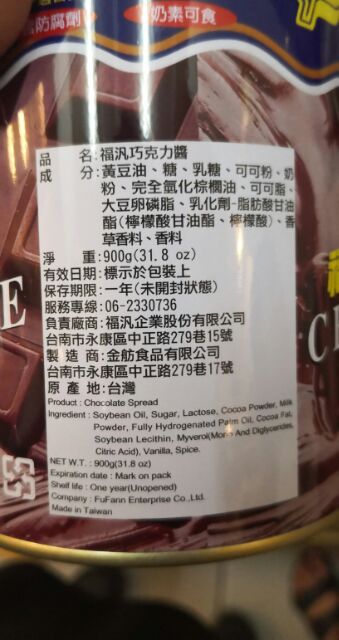 防腐劑
奶素可食
品名:福汎巧克力醬
成分:黃豆油、糖、乳糖、可可粉、奶
粉、完全氫化棕櫚油、可可脂、
大豆卵磷脂、乳化劑-脂肪酸甘油
酯(檸檬酸甘油酯、檸檬酸)、香
草香料、香料
淨重:900g(31.8 oz)
有效日期:標示於包裝上
保存期限:一年(未開封狀態)
服務專線:06-2330736
負責廠商:福汎企業股份有限公司
台南市永康區中正路279巷15號
製造商:金舫食品有限公司
台南市永康區中正路279巷17號
原產地:台灣
Product : Chocolate Spread
Ingredient : Soybean Oil, Sugar, Lactose, Cocoa Powder, Milk
Powder, Fully Hydrogenated Palm Oil, Cocoa Fat,
Soybean Lecithin, Myverol(Mono And Diglycerides,
Citric Acid), Vanilla, Spice.
NET W.T. : 900g(31.8 oz)
Expiration date : Mark on pack
Shelf life : One year(Unopened)
Company : FuFann Enterprise Co.,Ltd.
Made in Taiwan